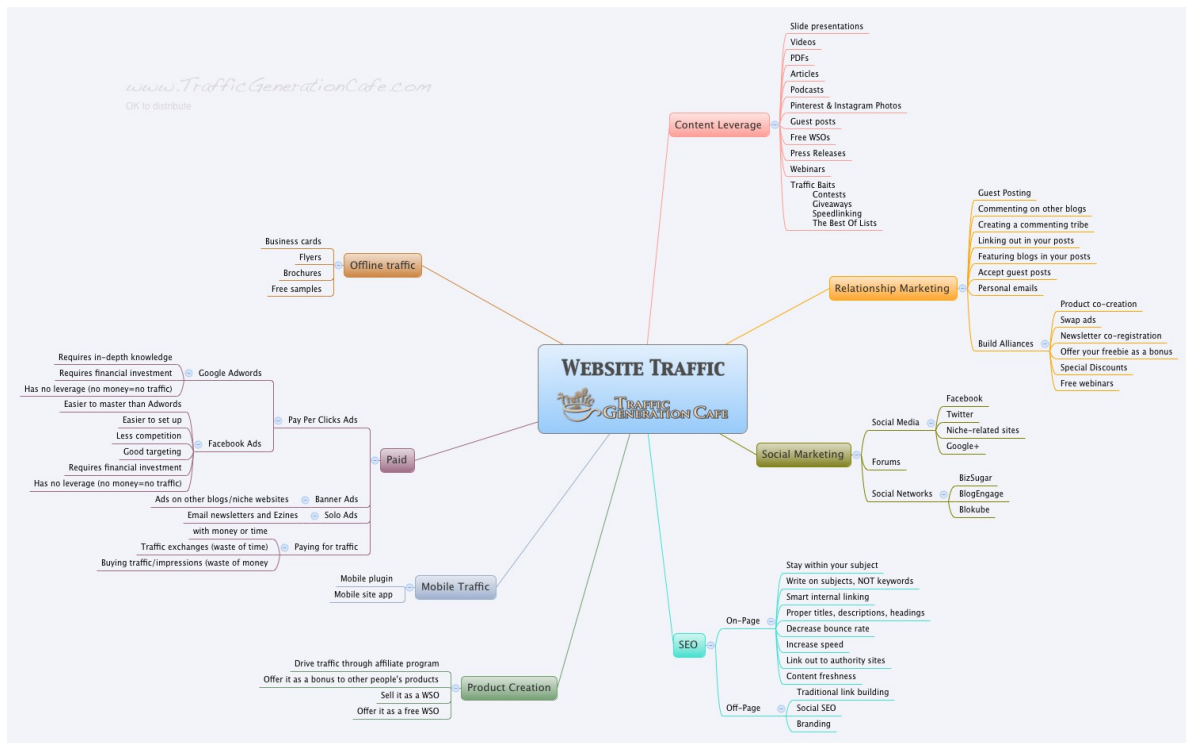 www.TrafficGenerationCafe.com
OK to distribute
WEBSITE TRAFFIC
Traffic
TRAFFIC
GENERATION CAFE
Content Leverage
Slide presentations
Videos
PDFs
Articles
Podcasts
Pinterest & Instagram Photos
Guest posts
Free WSOs
Press Releases
Webinars
Traffic Baits
Contests
Giveaways
Speedlinking
The Best Of Lists
Relationship Marketing
Guest Posting
Commenting on other blogs
Creating a commenting tribe
Linking out in your posts
Featuring blogs in your posts
Accept guest posts
Personal emails
Build Alliances
Product co-creation
Swap ads
Newsletter co-registration
Offer your freebie as a bonus
Special Discounts
Free webinars
Social Marketing
Social Media
Facebook
Twitter
Niche-related sites
Google+
Forums
Social Networks
BizSugar
BlogEngage
Blokube
SEO
On-Page
Stay within your subject
Write on subjects, NOT keywords
Smart internal linking
Proper titles, descriptions, headings
Decrease bounce rate
Increase speed
Link out to authority sites
Content freshness
Off-Page
Traditional link building
Social SEO
Branding
Offline traffic
Business cards
Flyers
Brochures
Free samples
Paid
Pay Per Clicks Ads
Google Adwords
Requires in-depth knowledge
Requires financial investment
Has no leverage (no money=no traffic)
Facebook Ads
Easier to master than Adwords
Easier to set up
Less competition
Good targeting
Requires financial investment
Has no leverage (no money=no traffic)
Banner Ads
Ads on other blogs/niche websites
Solo Ads
Email newsletters and Ezines
Paying for traffic
with money or time
Traffic exchanges (waste of time)
Buying traffic/impressions (waste of money
Mobile Traffic
Mobile plugin
Mobile site app
Product Creation
Drive traffic through affiliate program
Offer it as a bonus to other people's products
Sell it as a WSO
Offer it as a free WSO